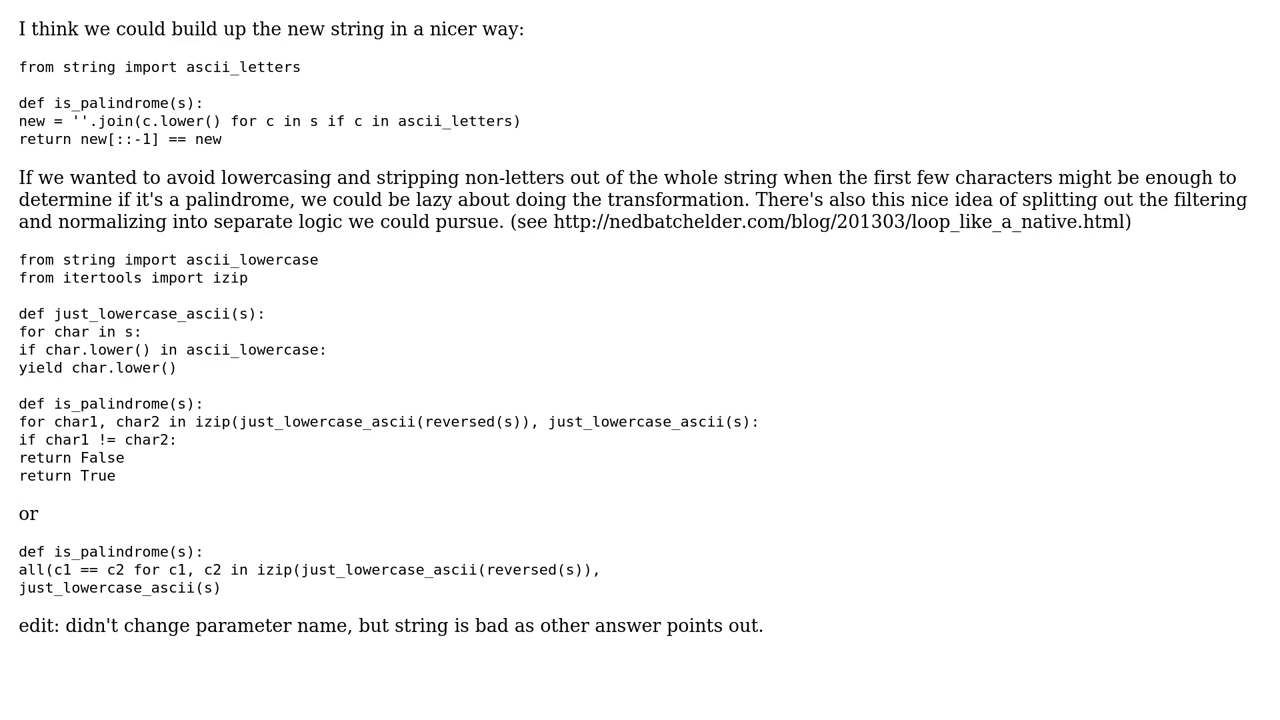 I think we could build up the new string in a nicer way:
from string import ascii_letters
def is_palindrome(s):
new = ''.join(c.lower() for c in s if c in ascii_letters)
return new[::-1] == new
If we wanted to avoid lowercasing and stripping non-letters out of the whole string when the first few characters might be enough to
determine if it's a palindrome, we could be lazy about doing the transformation. There's also this nice idea of splitting out the filtering
and normalizing into separate logic we could pursue. (see http://nedbatchelder.com/blog/201303/loop_like_a_native.html)
from string import ascii_lowercase
from itertools import izip
def just_lowercase_ascii(s):
for char in s:
if char.lower() in ascii_lowercase:
yield char.lower()
def is_palindrome(s):
for char1, char2 in izip(just_lowercase_ascii(reversed(s)), just_lowercase_ascii(s):
if char1 != char2:
return False
return True
or
def is_palindrome(s):
all(c1 == c2 for c1, c2 in izip(just_lowercase_ascii(reversed(s)),
just_lowercase_ascii(s)
edit: didn't change parameter name, but string is bad as other answer points out.